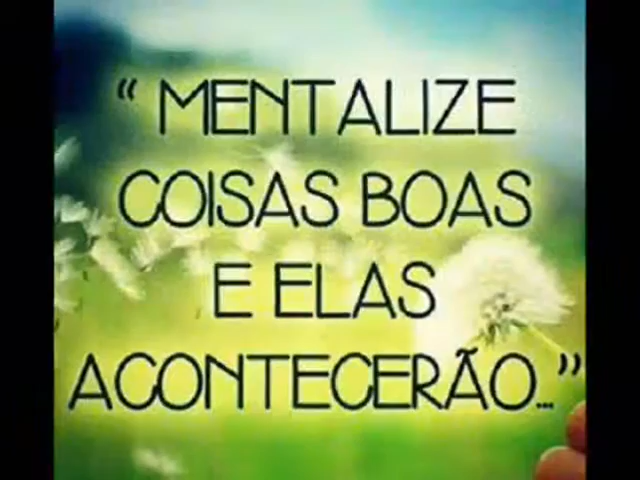 “ MENTALIZE
COISAS BOAS
E ELAS
ACONTECERÃO...”